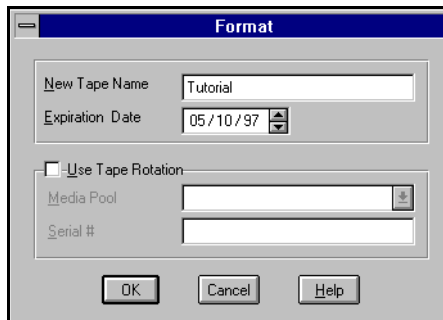 Format
New Tape Name Tutorial
Expiration Date 05/10/97
Use Tape Rotation
Media Pool
Serial #
OK Cancel Help